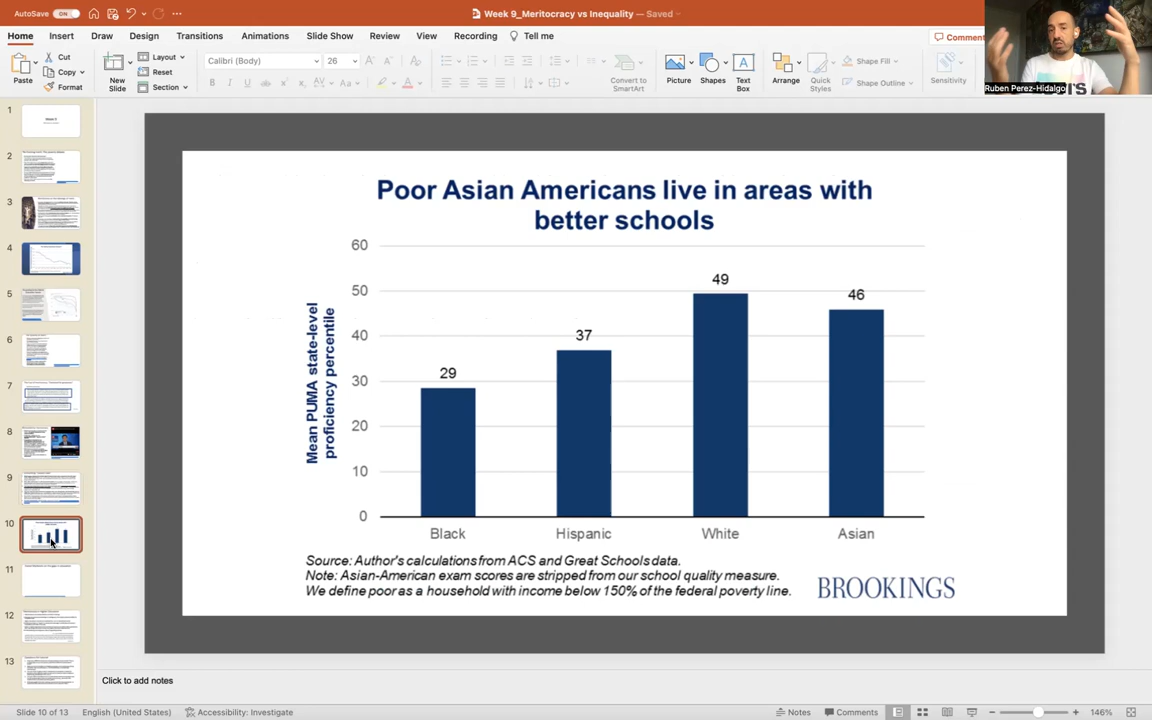 AutoSave ON Week 9_Meritocracy vs Inequality — Saved
Home Insert Draw Design Transitions Animations Slide Show Review View Recording Tell me Comment
Paste Cut Copy Format
New Slide Layout Reset Section
Calibri (Body) 26
Convert to SmartArt
Picture Shapes Text Box Arrange Quick Styles Shape Fill Shape Outline Sensitivity
Ruben Perez-Hidalgo
1
2
3
4
5
6
7
8
9
10
11
12
13
Poor Asian Americans live in areas with
better schools
Mean PUMA state-level
proficiency percentile
60
50
40
30
20
10
0
29
37
49
46
Black Hispanic White Asian
Source: Author's calculations from ACS and Great Schools data.
Note: Asian-American exam scores are stripped from our school quality measure.
We define poor as a household with income below 150% of the federal poverty line.
BROOKINGS
Click to add notes
Slide 10 of 13 English (United States) Accessibility: Investigate Notes Comments 146%